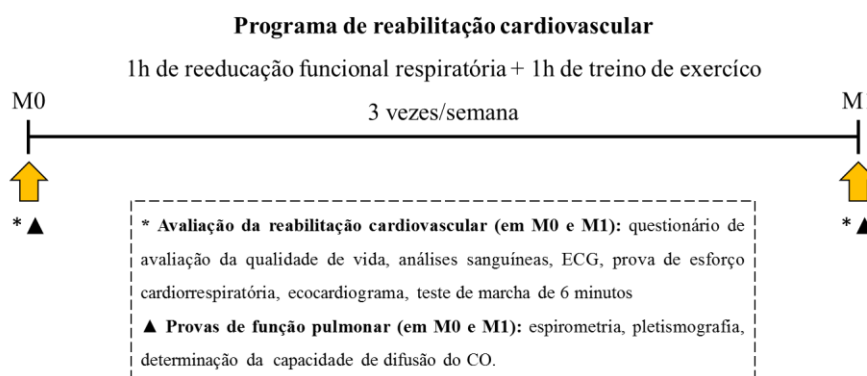 Programa de reabilitação cardiovascular
1h de reeducação funcional respiratória + 1h de treino de exercíco
M0
3 vezes/semana
M1
* ▲
* ▲
* Avaliação da reabilitação cardiovascular (em M0 e M1): questionário de
avaliação da qualidade de vida, análises sanguíneas, ECG, prova de esforço
cardiorrespiratória, ecocardiograma, teste de marcha de 6 minutos
▲ Provas de função pulmonar (em M0 e M1): espirometria, pletismografia,
determinação da capacidade de difusão do CO.